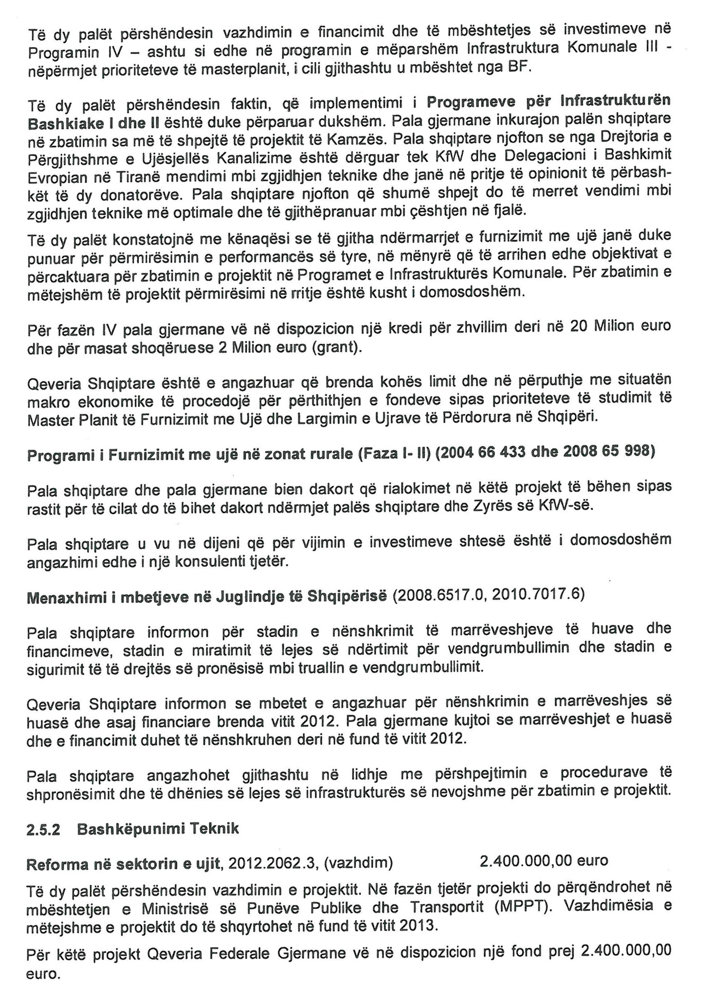 Të dy palët përshëndesin vazhdimin e financimit dhe të mbështetjes së investimeve në
Programin IV – ashtu si edhe në programin e mëparshëm Infrastruktura Komunale III -
nëpërmjet prioriteteve të masterplanit, i cili gjithashtu u mbështet nga BF.
Të dy palët përshëndesin faktin, që implementimi i Programeve për Infrastrukturën
Bashkiake I dhe II është duke përparuar dukshëm. Pala gjermane inkurajon palën shqiptare
në zbatimin sa më të shpejtë të projektit të Kamzës. Pala shqiptare njofton se nga Drejtoria e
Përgjithshme e Ujësjellës Kanalizime është dërguar tek KfW dhe Delegacioni i Bashkimit
Evropian në Tiranë mendimi mbi zgjidhjen teknike dhe janë në pritje të opinionit të përbash-
kët të dy donatorëve. Pala shqiptare njofton që shumë shpejt do të merret vendimi mbi
zgjidhjen teknike më optimale dhe të gjithëpranuar mbi çështjen në fjalë.
Të dy palët konstatojnë me kënaqësi se të gjitha ndërmarrjet e furnizimit me ujë janë duke
punuar për përmirësimin e performancës së tyre, në mënyrë që të arrihen edhe objektivat e
përcaktuara për zbatimin e projektit në Programet e Infrastrukturës Komunale. Për zbatimin e
mëtejshëm të projektit përmirësimi në rritje është kusht i domosdoshëm.
Për fazën IV pala gjermane vë në dispozicion një kredi për zhvillim deri në 20 Milion euro
dhe për masat shoqëruese 2 Milion euro (grant).
Qeveria Shqiptare është e angazhuar që brenda kohës limit dhe në përputhje me situatën
makro ekonomike të procedojë për përthithjen e fondeve sipas prioriteteve të studimit të
Master Planit të Furnizimit me Ujë dhe Largimin e Ujrave të Përdorura në Shqipëri.
Programi i Furnizimit me ujë në zonat rurale (Faza I- II) (2004 66 433 dhe 2008 65 998)
Pala shqiptare dhe pala gjermane bien dakort që rialokimet në këtë projekt të bëhen sipas
rastit për të cilat do të bihet dakort ndërmjet palës shqiptare dhe Zyrës së KfW-së.
Pala shqiptare u vu në dijeni që për vijimin e investimeve shtesë është i domosdoshëm
angazhimi edhe i një konsulenti tjetër.
Menaxhimi i mbetjeve në Juglindje të Shqipërisë (2008.6517.0, 2010.7017.6)
Pala shqiptare informon për stadin e nënshkrimit të marrëveshjeve të huave dhe
financimeve, stadin e miratimit të lejes së ndërtimit për vendgrumbullimin dhe stadin e
sigurimit të të drejtës së pronësisë mbi truallin e vendgrumbullimit.
Qeveria Shqiptare informon se mbetet e angazhuar për nënshkrimin e marrëveshjes së
huasë dhe asaj financiare brenda vitit 2012. Pala gjermane kujtoi se marrëveshjet e huasë
dhe e financimit duhet të nënshkruhen deri në fund të vitit 2012.
Pala shqiptare angazhohet gjithashtu në lidhje me përshpejtimin e procedurave të
shpronësimit dhe të dhënies së lejes së infrastrukturës së nevojshme për zbatimin e projektit.
2.5.2 Bashkëpunimi Teknik
Reforma në sektorin e ujit, 2012.2062.3, (vazhdim) 2.400.000,00 euro
Të dy palët përshëndesin vazhdimin e projektit. Në fazën tjetër projekti do përqëndrohet në
mbështetjen e Ministrisë së Punëve Publike dhe Transportit (MPPT). Vazhdimësia e
mëtejshme e projektit do të shqyrtohet në fund të vitit 2013.
Për këtë projekt Qeveria Federale Gjermane vë në dispozicion një fond prej 2.400.000,00
euro.